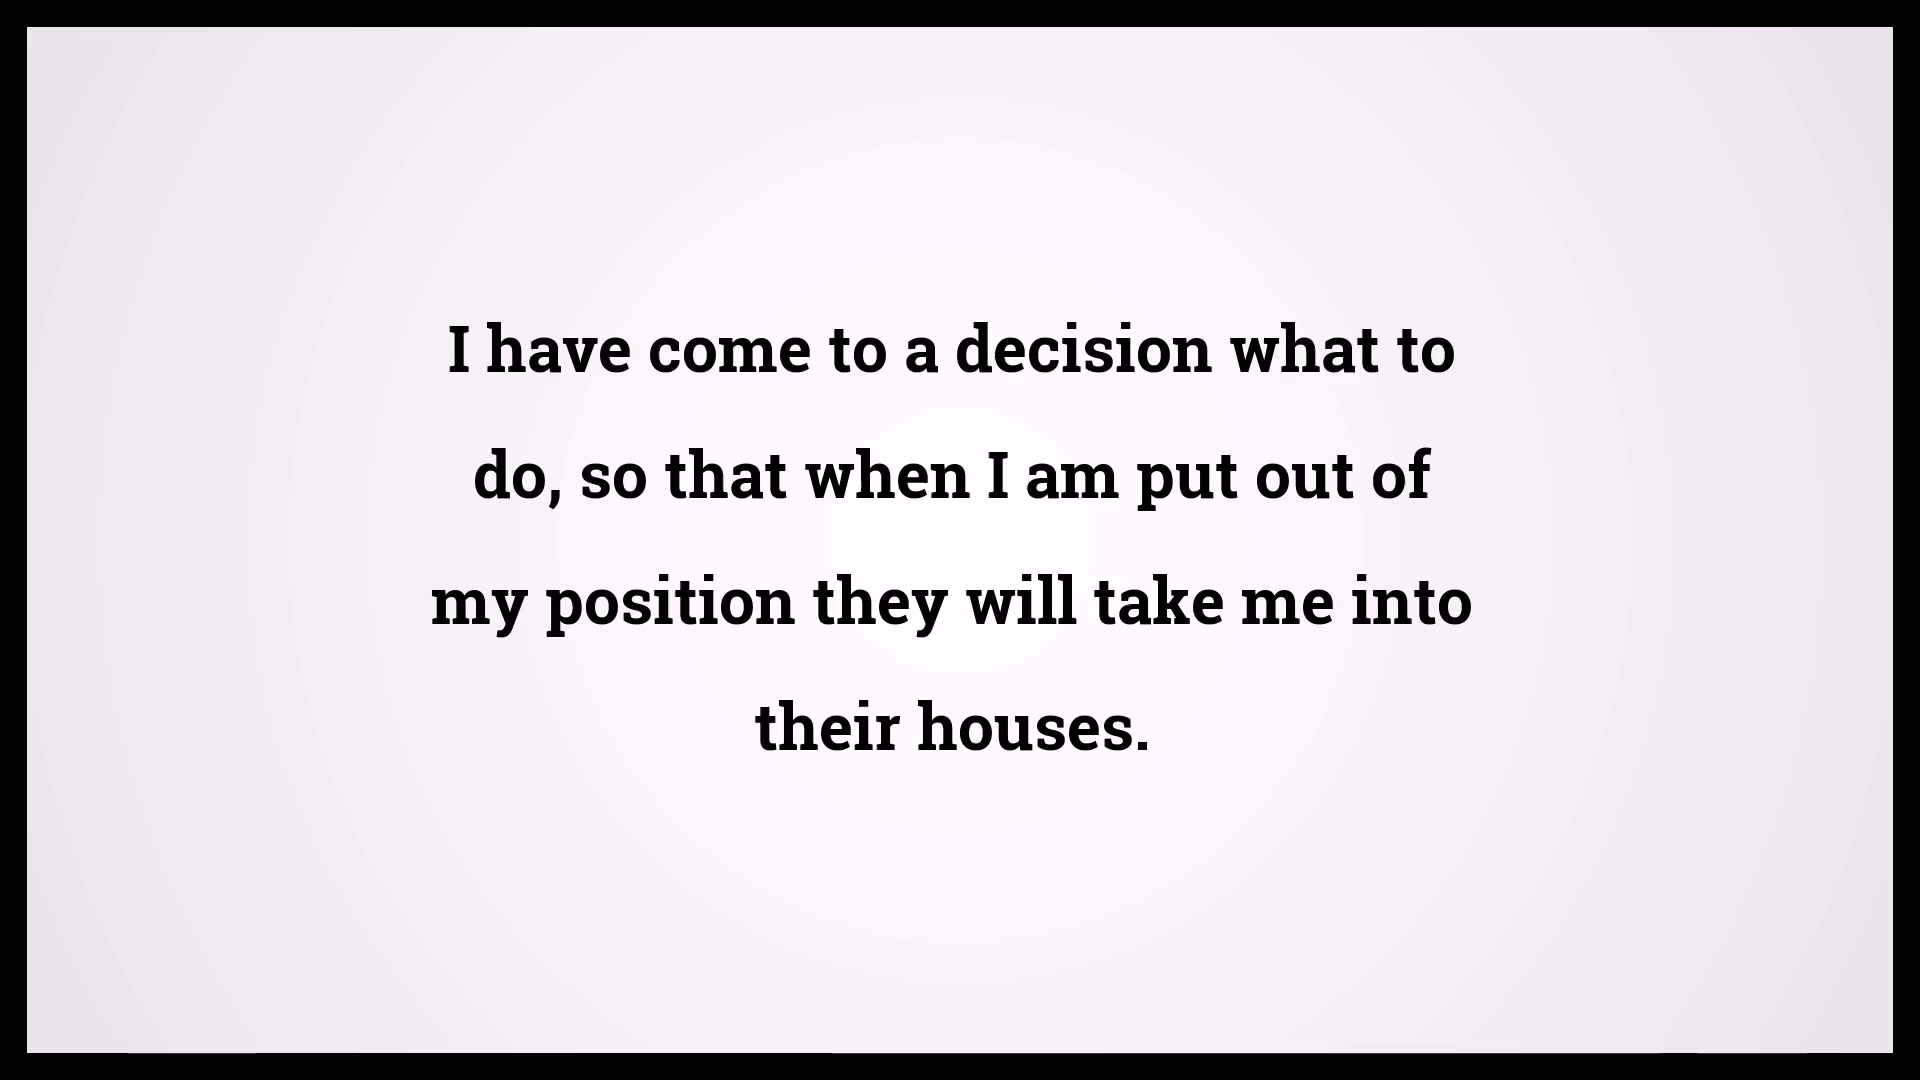 I have come to a decision what to
do, so that when I am put out of
my position they will take me into
their houses.